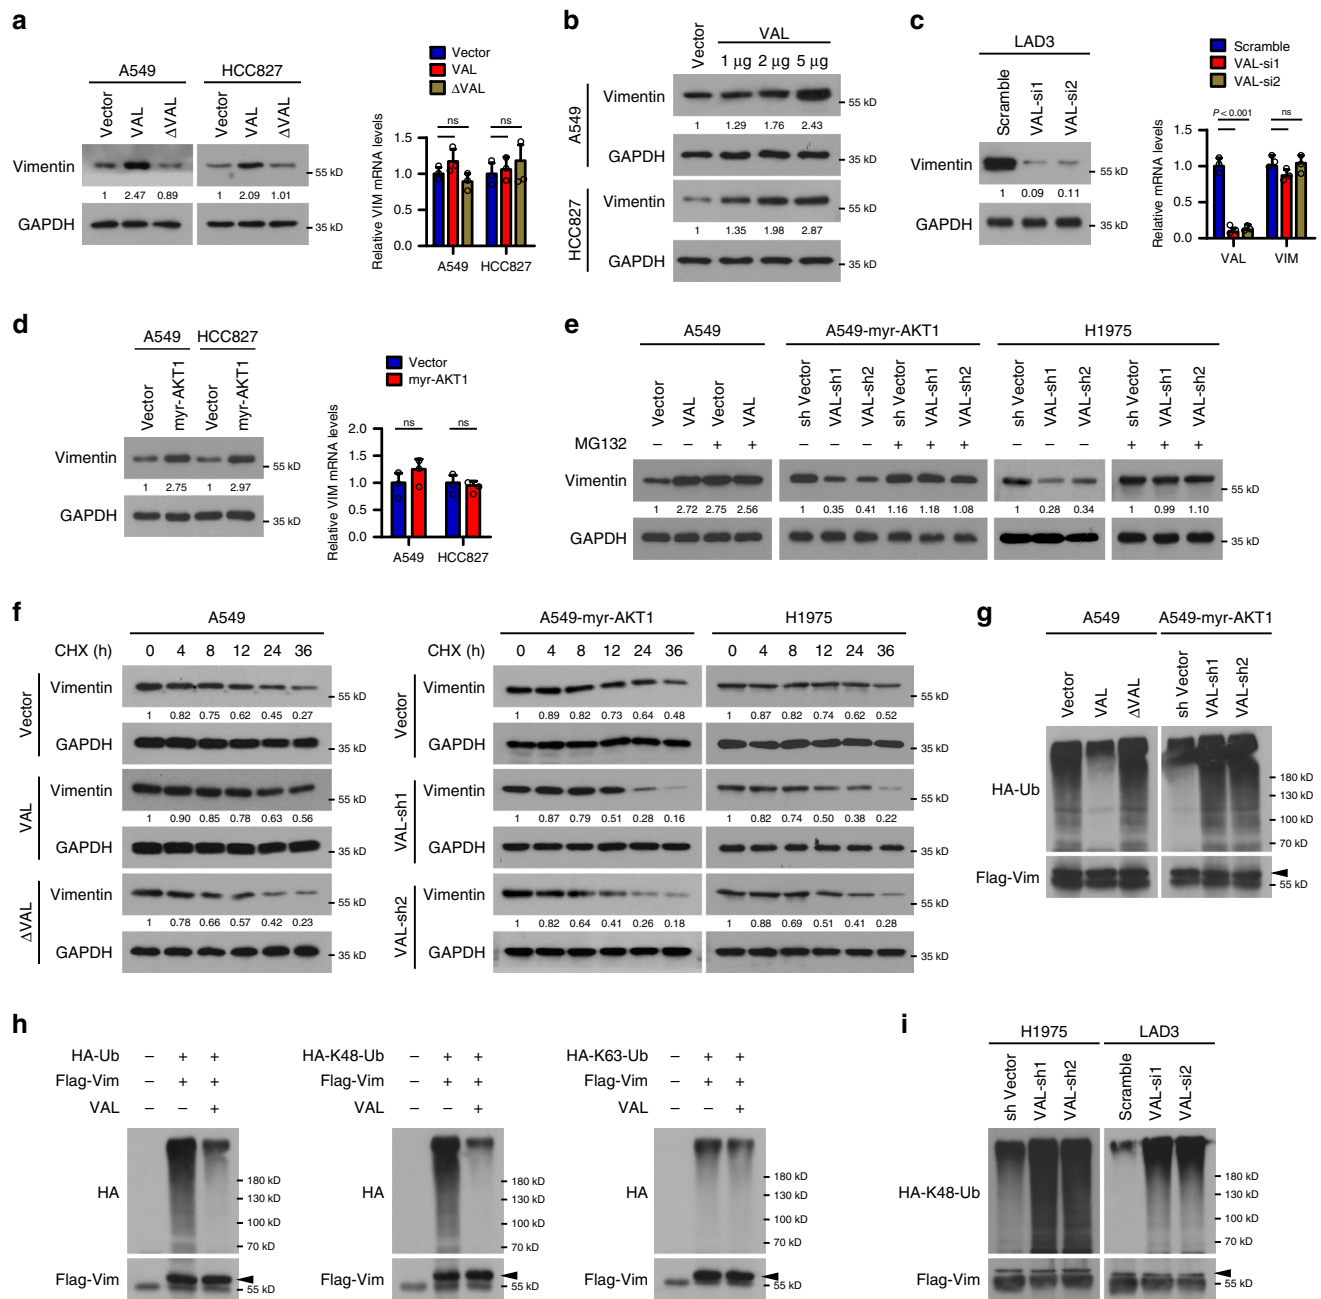 a
A549 HCC827
Vector VAL ΔVAL Vector VAL ΔVAL
Vimentin
55 kD
1 2.47 0.89 1 2.09 1.01
GAPDH
35 kD
Vector
VAL
ΔVAL
Relative VIM mRNA levels
1.5
1.0
0.5
0.0
ns ns
A549 HCC827
b
Vector
VAL
1 µg 2 µg 5 µg
A549
Vimentin
55 kD
1 1.29 1.76 2.43
GAPDH
35 kD
HCC827
Vimentin
55 kD
1 1.35 1.98 2.87
GAPDH
35 kD
c
LAD3
Scramble VAL-si1 VAL-si2
Vimentin
55 kD
1 0.09 0.11
GAPDH
35 kD
Scramble
VAL-si1
VAL-si2
Relative mRNA levels
1.5
1.0
0.5
0.0
P < 0.001 ns
VAL VIM
d
A549 HCC827
Vector myr-AKT1 Vector myr-AKT1
Vimentin
55 kD
1 2.75 1 2.97
GAPDH
35 kD
Vector
myr-AKT1
Relative VIM mRNA levels
2.0
1.5
1.0
0.5
0.0
ns ns
A549 HCC827
e
A549 A549-myr-AKT1 H1975
Vector VAL Vector VAL sh Vector VAL-sh1 VAL-sh2 sh Vector VAL-sh1 VAL-sh2 sh Vector VAL-sh1 VAL-sh2 sh Vector VAL-sh1 VAL-sh2
MG132 – – + + – – – + + + – – – + + +
Vimentin
55 kD
1 2.72 2.75 2.56 1 0.35 0.41 1.16 1.18 1.08 1 0.28 0.34 1 0.99 1.10
GAPDH
35 kD
f
A549
CHX (h) 0 4 8 12 24 36
Vector
Vimentin
55 kD
1 0.82 0.75 0.62 0.45 0.27
GAPDH
35 kD
VAL
Vimentin
55 kD
1 0.90 0.85 0.78 0.63 0.56
GAPDH
35 kD
ΔVAL
Vimentin
55 kD
1 0.78 0.66 0.57 0.42 0.23
GAPDH
35 kD
A549-myr-AKT1 H1975
CHX (h) 0 4 8 12 24 36 0 4 8 12 24 36
Vector
Vimentin
55 kD
1 0.89 0.82 0.73 0.64 0.48 1 0.87 0.82 0.74 0.62 0.52
GAPDH
35 kD
VAL-sh1
Vimentin
55 kD
1 0.87 0.79 0.51 0.28 0.16 1 0.82 0.74 0.50 0.38 0.22
GAPDH
35 kD
VAL-sh2
Vimentin
55 kD
1 0.82 0.64 0.41 0.26 0.18 1 0.88 0.69 0.51 0.41 0.28
GAPDH
35 kD
g
A549 A549-myr-AKT1
Vector VAL ΔVAL sh Vector VAL-sh1 VAL-sh2
HA-Ub
180 kD
130 kD
100 kD
70 kD
Flag-Vim
55 kD
h
HA-Ub – + +
Flag-Vim – + +
VAL – – +
HA
180 kD
130 kD
100 kD
70 kD
Flag-Vim
55 kD
HA-K48-Ub – + +
Flag-Vim – + +
VAL – – +
HA
180 kD
130 kD
100 kD
70 kD
Flag-Vim
55 kD
HA-K63-Ub – + +
Flag-Vim – + +
VAL – – +
HA
180 kD
130 kD
100 kD
70 kD
Flag-Vim
55 kD
i
H1975 LAD3
sh Vector VAL-sh1 VAL-sh2 Scramble VAL-si1 VAL-si2
HA-K48-Ub
180 kD
130 kD
100 kD
70 kD
Flag-Vim
55 kD